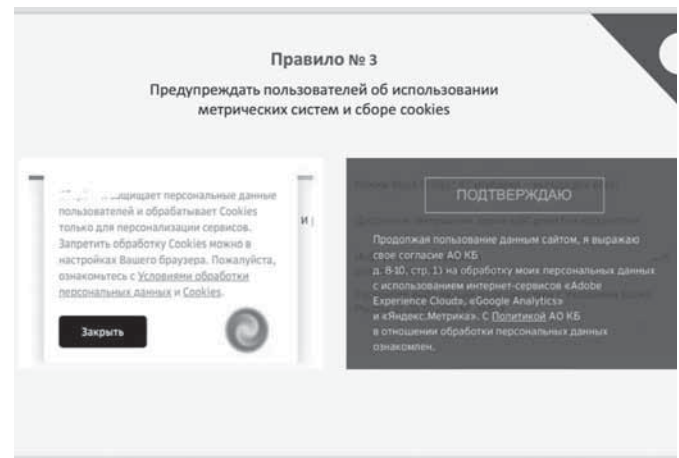 Правило № 3
Предупреждать пользователей об использовании
метрических систем и сборе cookies
защищает персональные данные
пользователей и обрабатывает Cookies
только для персонализации сервисов.
Запретить обработку Cookies можно в
настройках Вашего браузера. Пожалуйста,
ознакомьтесь с Условиями обработки
персональных данных и Cookies.
Закрыть
И
ПОДТВЕРЖДАЮ
Продолжая пользование данным сайтом, я выражаю
свое согласие АО КБ
д. 8-10, стр. 1) на обработку моих персональных данных
с использованием интернет-сервисов «Adobe
Experience Cloud», «Google Analytics»
и «Яндекс.Метрика». С Политикой АО КБ
в отношении обработки персональных данных
ознакомлен.